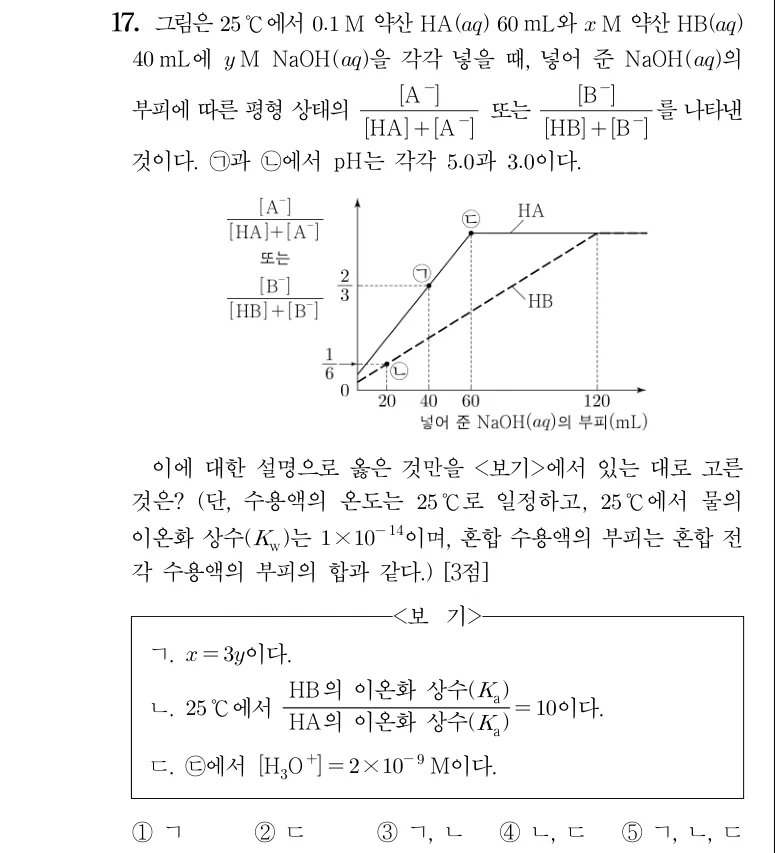 17. 그림은 25℃에서 0.1 M 약산 HA(aq) 60 mL와 x M 약산 HB(aq)
40 mL에 y M NaOH(aq)을 각각 넣을 때, 넣어 준 NaOH(aq)의
부피에 따른 평형 상태의 [A⁻]/([HA]+[A⁻]) 또는 [B⁻]/([HB]+[B⁻])를 나타낸
것이다. ㉠과 ㉡에서 pH는 각각 5.0과 3.0이다.
[A⁻]
[HA]+[A⁻]
또는
[B⁻]
[HB]+[B⁻]
㉢
HA
㉠
2/3
HB
1/6
㉡
0
20 40 60 120
넣어 준 NaOH(aq)의 부피(mL)
이에 대한 설명으로 옳은 것만을 <보기>에서 있는 대로 고른
것은? (단, 수용액의 온도는 25℃로 일정하고, 25℃에서 물의
이온화 상수(Kw)는 1×10⁻¹⁴이며, 혼합 수용액의 부피는 혼합 전
각 수용액의 부피의 합과 같다.) [3점]
<보 기>
ㄱ. x=3y이다.
ㄴ. 25℃에서 HB의 이온화 상수(Ka)/HA의 이온화 상수(Ka)=10이다.
ㄷ. ㉢에서 [H₃O⁺]=2×10⁻⁹ M이다.
① ㄱ ② ㄷ ③ ㄱ, ㄴ ④ ㄴ, ㄷ ⑤ ㄱ, ㄴ, ㄷ